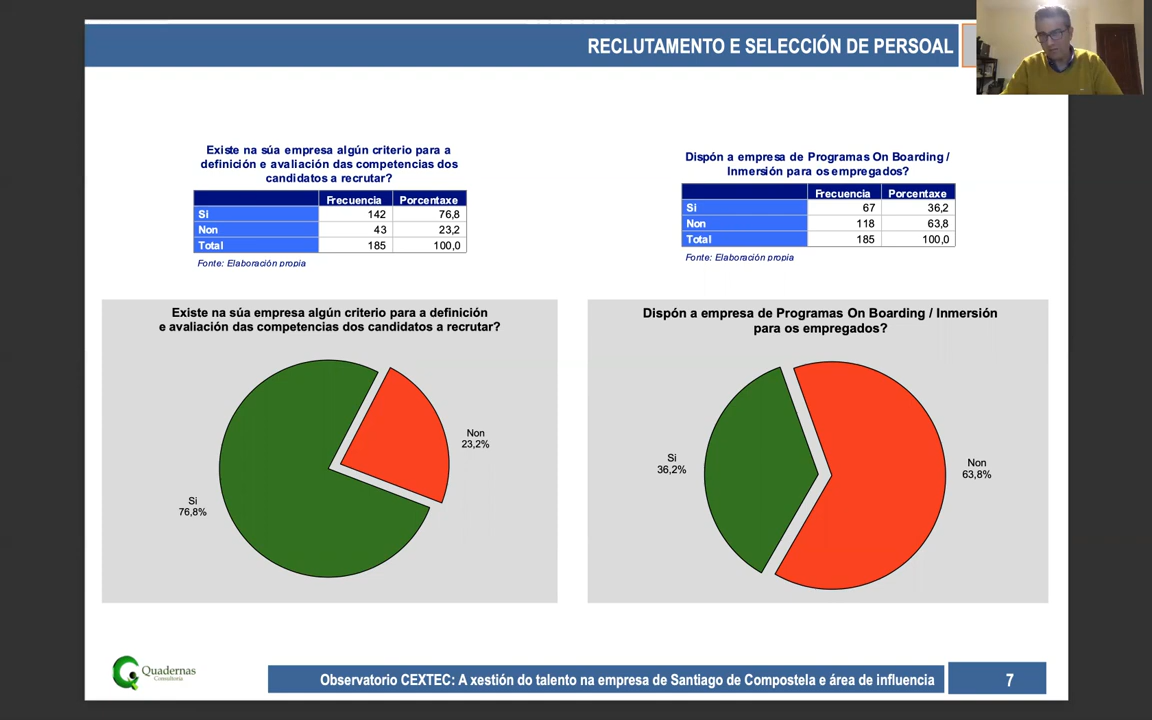 RECLUTAMENTO E SELECCIÓN DE PERSOAL
Existe na súa empresa algún criterio para a
definición e avaliación das competencias dos
candidatos a recrutar?
Frecuencia Porcentaxe
Si 142 76,8
Non 43 23,2
Total 185 100,0
Fonte: Elaboración propia
Dispón a empresa de Programas On Boarding /
Inmersión para os empregados?
Frecuencia Porcentaxe
Si 67 36,2
Non 118 63,8
Total 185 100,0
Fonte: Elaboración propia
Existe na súa empresa algún criterio para a definición
e avaliación das competencias dos candidatos a recrutar?
Non
23,2%
Si
76,8%
Dispón a empresa de Programas On Boarding / Inmersión
para os empregados?
Si
36,2%
Non
63,8%
Quadernas
Consultoría
Observatorio CEXTEC: A xestión do talento na empresa de Santiago de Compostela e área de influencia
7